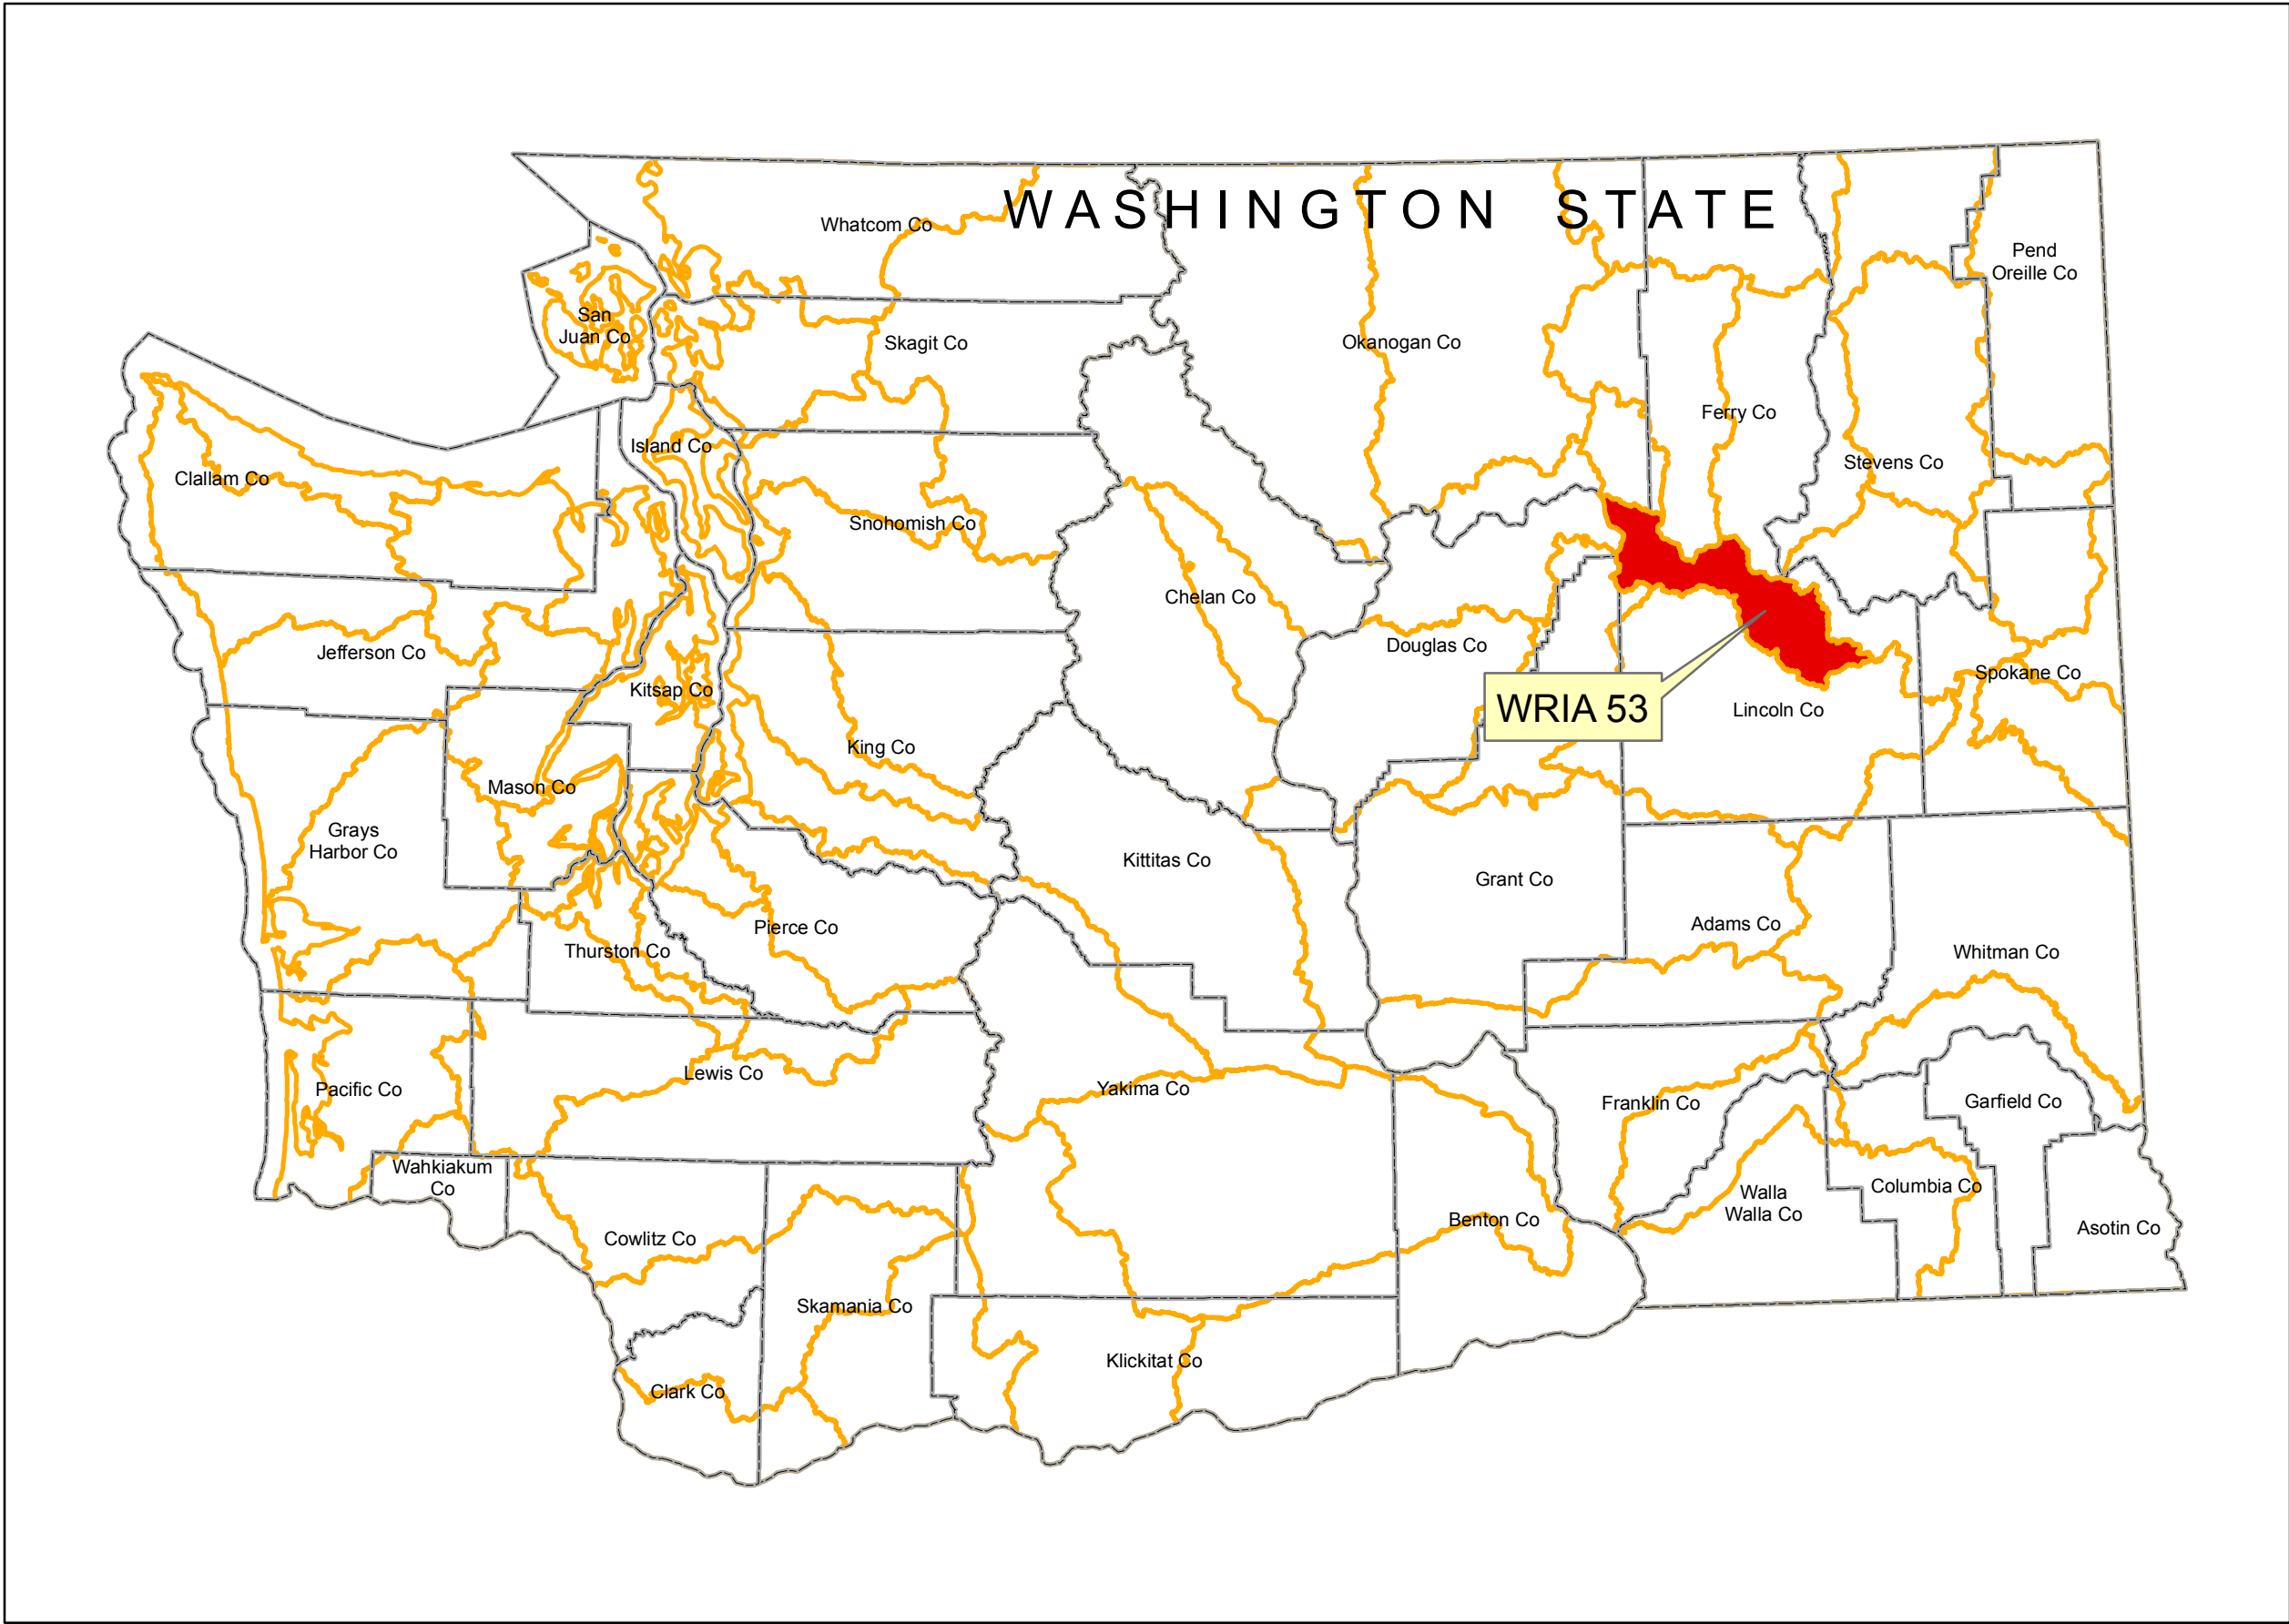 WASHINGTON STATE
Whatcom Co
Pend
Oreille Co
San
Juan Co
Skagit Co
Okanogan Co
Ferry Co
Island Co
Stevens Co
Clallam Co
Snohomish Co
Chelan Co
Douglas Co
Jefferson Co
Kitsap Co
Spokane Co
WRIA 53
Lincoln Co
King Co
Mason Co
Grays
Harbor Co
Kittitas Co
Grant Co
Adams Co
Pierce Co
Thurston Co
Whitman Co
Lewis Co
Yakima Co
Pacific Co
Franklin Co
Garfield Co
Wahkiakum
Co
Columbia Co
Walla
Walla Co
Benton Co
Asotin Co
Cowlitz Co
Skamania Co
Klickitat Co
Clark Co